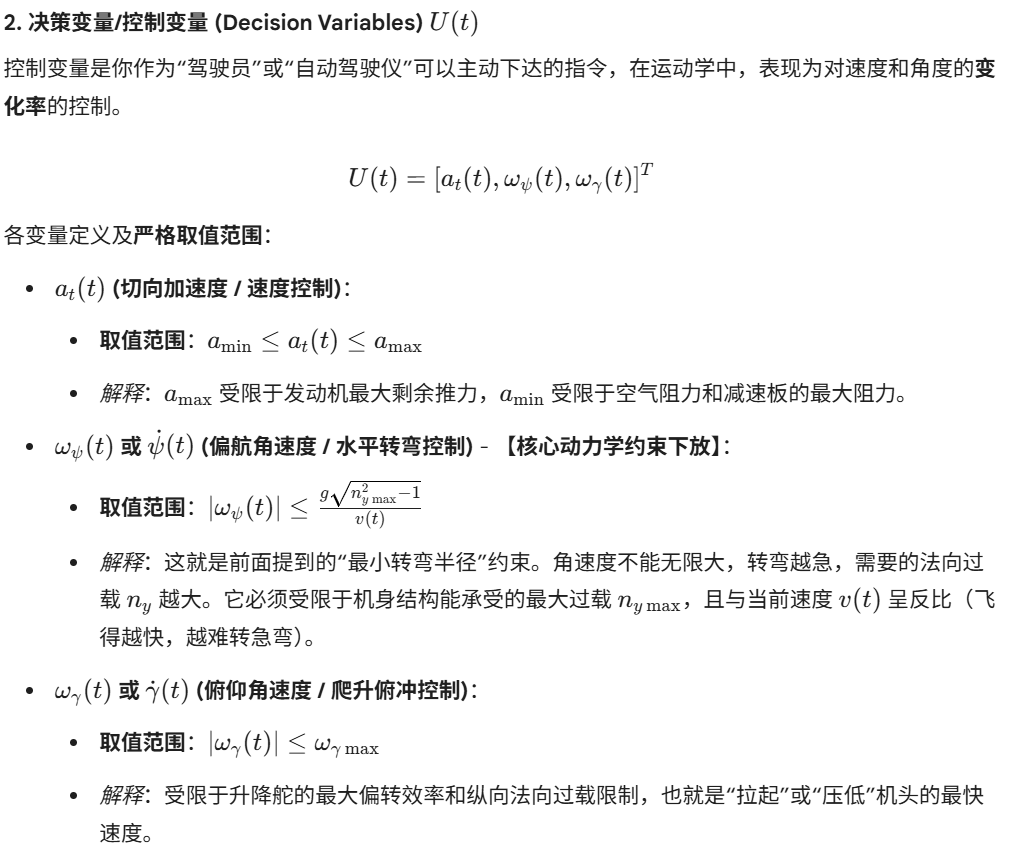 2. 决策变量/控制变量 (Decision Variables) U(t)
控制变量是你作为“驾驶员”或“自动驾驶仪”可以主动下达的指令，在运动学中，表现为对速度和角度的变
化率的控制。
U(t) = [a_t(t), ω_ψ(t), ω_γ(t)]^T
各变量定义及严格取值范围：
• a_t(t) (切向加速度 / 速度控制)：
• 取值范围：a_min ≤ a_t(t) ≤ a_max
• 解释：a_max 受限于发动机最大剩余推力，a_min 受限于空气阻力和减速板的最大阻力。
• ω_ψ(t) 或 ψ̇(t) (偏航角速度 / 水平转弯控制) - 【核心动力学约束下放】：
• 取值范围：|ω_ψ(t)| ≤ g√(n_{y max}^2−1) / v(t)
• 解释：这就是前面提到的“最小转弯半径”约束。角速度不能无限大，转弯越急，需要的法向过
载 n_y 越大。它必须受限于机身结构能承受的最大过载 n_{y max}，且与当前速度 v(t) 呈反比（飞
得越快，越难转急弯）。
• ω_γ(t) 或 γ̇(t) (俯仰角速度 / 爬升俯冲控制)：
• 取值范围：|ω_γ(t)| ≤ ω_{γ max}
• 解释：受限于升降舵的最大偏转效率和纵向法向过载限制，也就是“拉起”或“压低”机头的最快
速度。